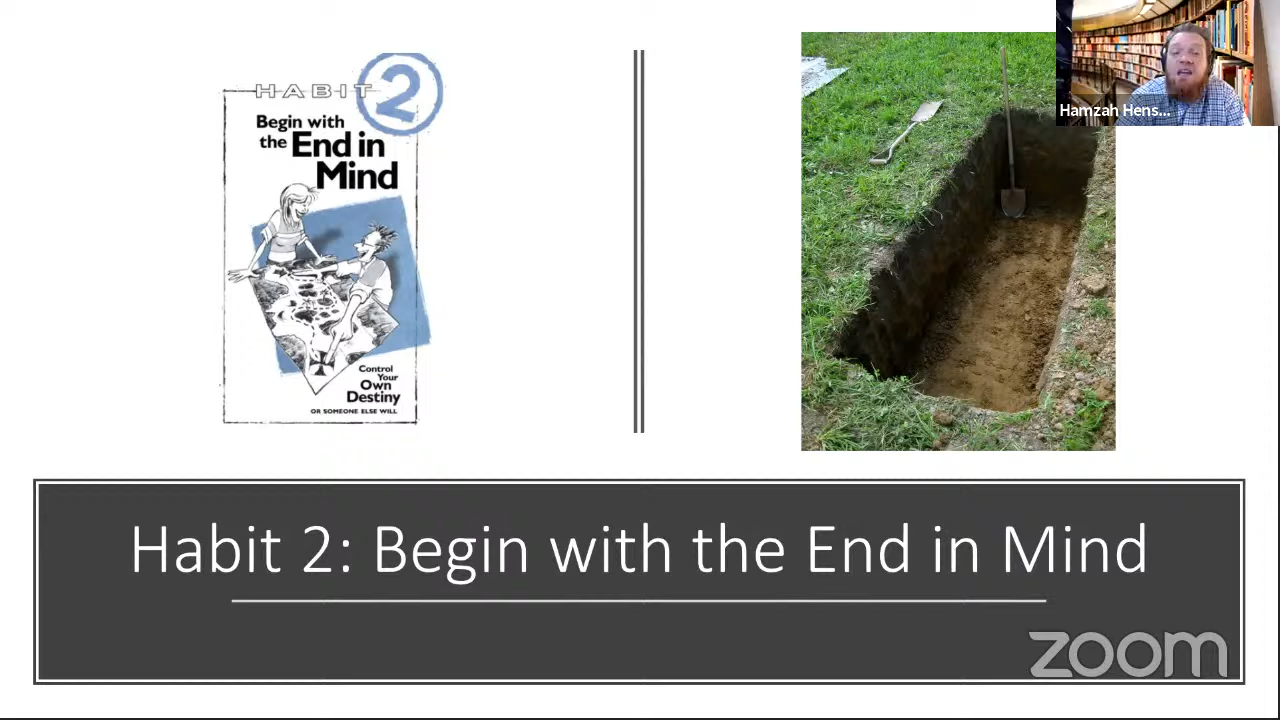 HABIT 2
Begin with
the End in
Mind
Control
Your
Own
Destiny
OR SOMEONE ELSE WILL
Hamzah Hens...
Habit 2: Begin with the End in Mind
zoom